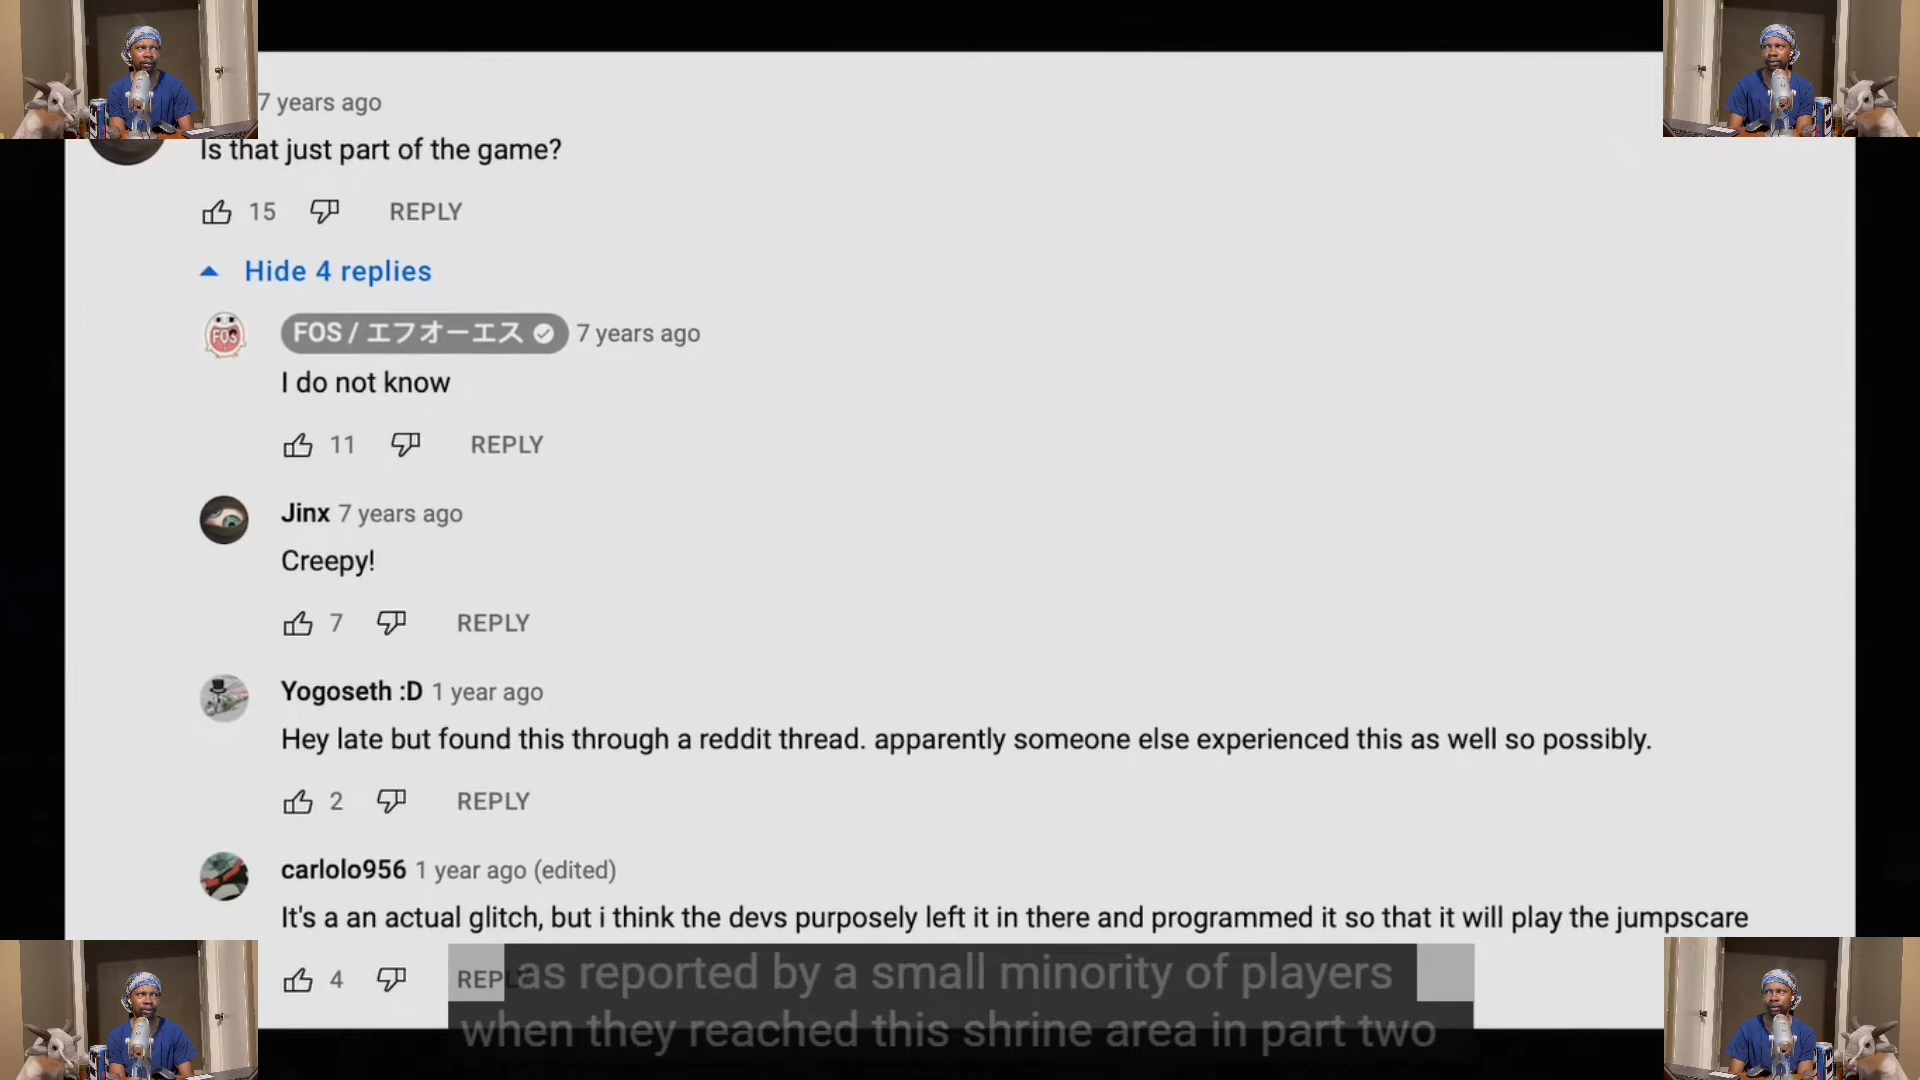 7 years ago
Is that just part of the game?
15 REPLY
Hide 4 replies
FOS
FOS / エフオーエス 7 years ago
I do not know
11 REPLY
Jinx 7 years ago
Creepy!
7 REPLY
Yogoseth :D 1 year ago
Hey late but found this through a reddit thread. apparently someone else experienced this as well so possibly.
2 REPLY
carlolo956 1 year ago (edited)
It's a an actual glitch, but i think the devs purposely left it in there and programmed it so that it will play the jumpscare
4 REPL
as reported by a small minority of players
when they reached this shrine area in part two